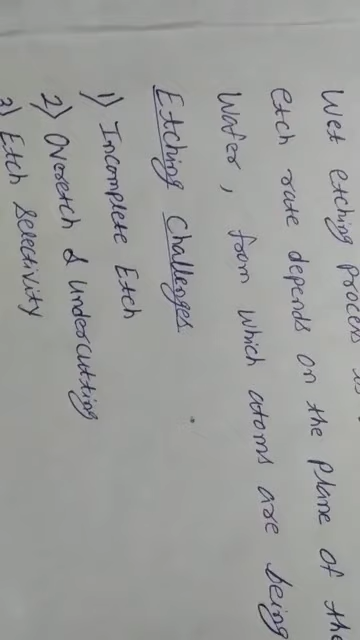 Wet etching process is
etch rate depends on the plane of the
Wafer, from which atoms are being
Etching Challenges
1) Incomplete Etch
2) Overetch & undercutting
3) Etch Selectivity